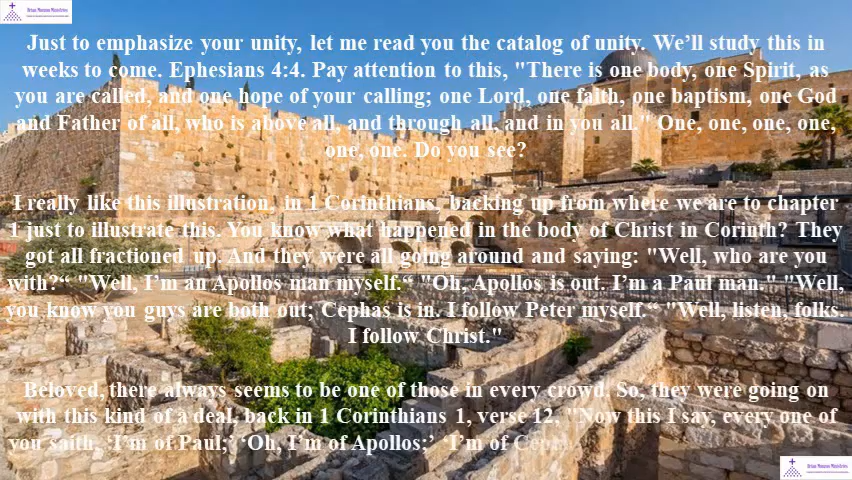 Brian Monzon Ministries
Just to emphasize your unity, let me read you the catalog of unity. We’ll study this in
weeks to come. Ephesians 4:4. Pay attention to this, "There is one body, one Spirit, as
you are called, and one hope of your calling; one Lord, one faith, one baptism, one God
and Father of all, who is above all, and through all, and in you all." One, one, one, one,
one, one. Do you see?
I really like this illustration, in 1 Corinthians, backing up from where we are to chapter
1 just to illustrate this. You know what happened in the body of Christ in Corinth? They
got all fractioned up. And they were all going around and saying: "Well, who are you
with?“ "Well, I’m an Apollos man myself.“ "Oh, Apollos is out. I’m a Paul man." "Well,
you know you guys are both out; Cephas is in. I follow Peter myself.“ "Well, listen, folks.
I follow Christ."
Beloved, there always seems to be one of those in every crowd. So, they were going on
with this kind of a deal, back in 1 Corinthians 1, verse 12, "Now this I say, every one of
you saith, ‘I’m of Paul;’ ‘Oh, I’m of Apollos;’ ‘I’m of Ceph
Brian Monzon Ministries